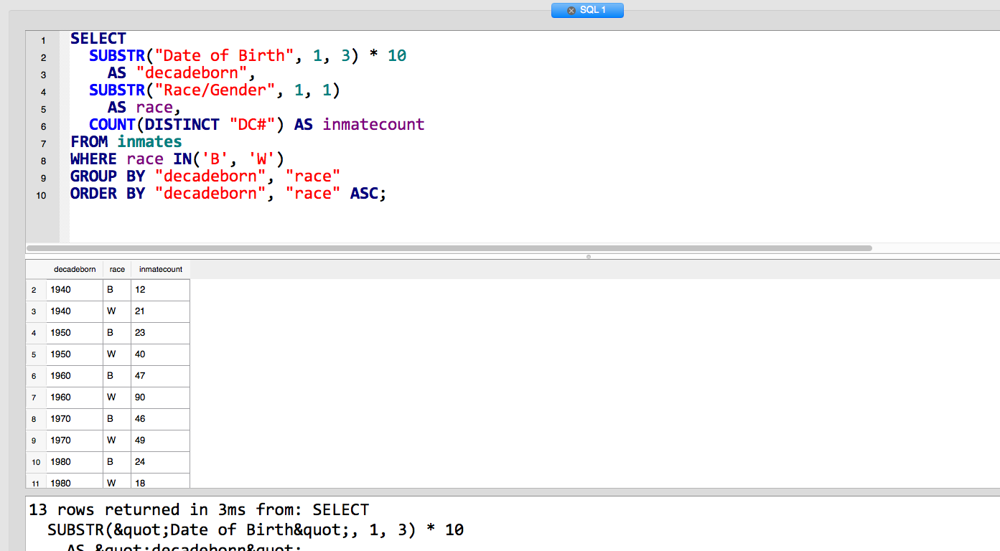 SQL 1
1 SELECT
2 SUBSTR("Date of Birth", 1, 3) * 10
3 AS "decadeborn",
4 SUBSTR("Race/Gender", 1, 1)
5 AS race,
6 COUNT(DISTINCT "DC#") AS inmatecount
7 FROM inmates
8 WHERE race IN('B', 'W')
9 GROUP BY "decadeborn", "race"
10 ORDER BY "decadeborn", "race" ASC;
decadeborn race inmatecount
2 1940 B 12
3 1940 W 21
4 1950 B 23
5 1950 W 40
6 1960 B 47
7 1960 W 90
8 1970 B 46
9 1970 W 49
10 1980 B 24
11 1980 W 18
13 rows returned in 3ms from: SELECT
SUBSTR(&quot;Date of Birth&quot;, 1, 3) * 10
AS &quot;decadeborn&quot;